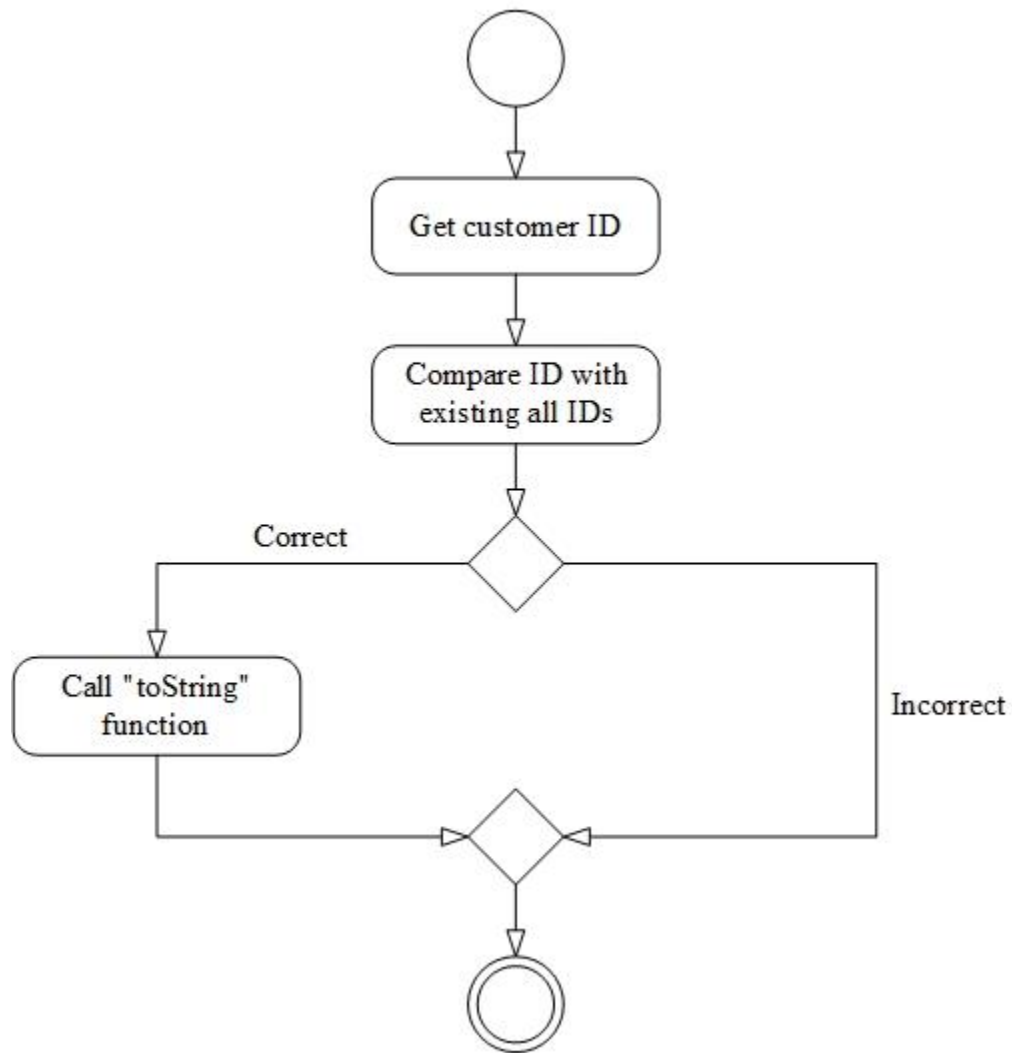 Get customer ID
Compare ID with
existing all IDs
Correct
Call "toString"
function
Incorrect